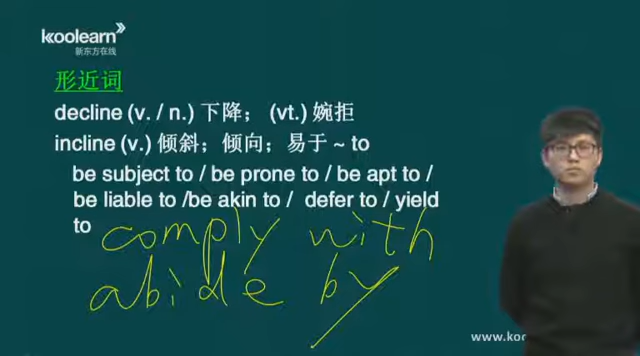 koolearn
新东方在线
形近词
decline (v. / n.) 下降； (vt.) 婉拒
incline (v.) 倾斜；倾向；易于 ~ to
be subject to / be prone to / be apt to /
be liable to /be akin to / defer to / yield
to
comply with
abide by
www.koo